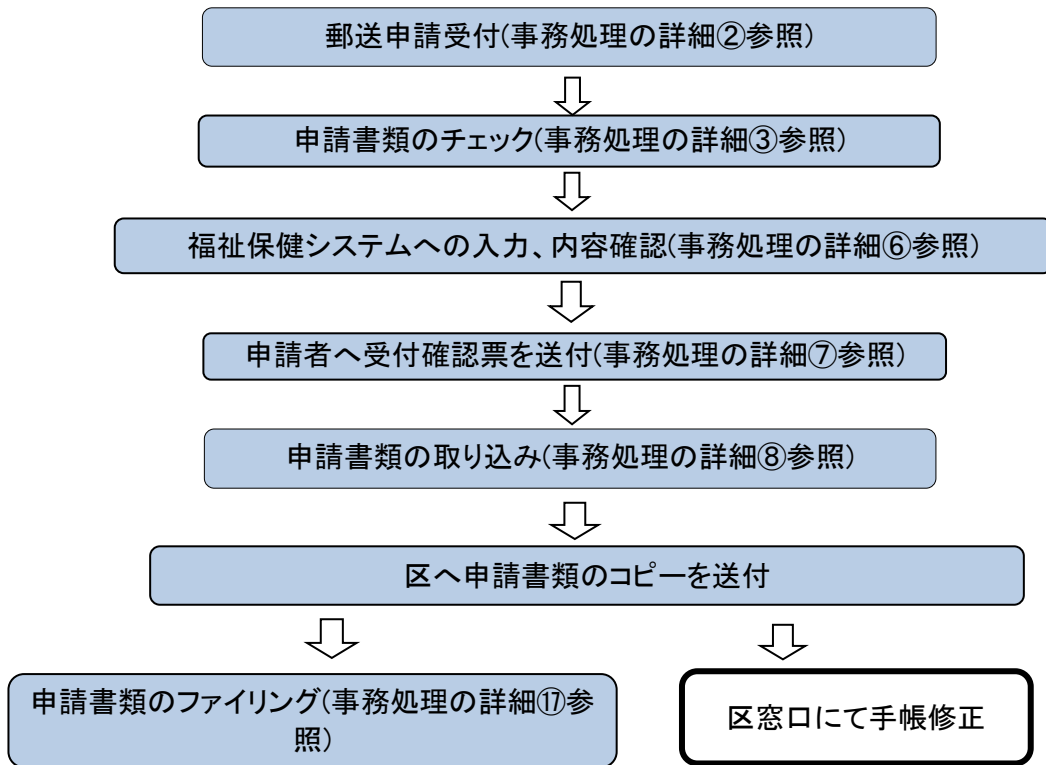 郵送申請受付(事務処理の詳細②参照)
申請書類のチェック(事務処理の詳細③参照)
福祉保健システムへの入力、内容確認(事務処理の詳細⑥参照)
申請者へ受付確認票を送付(事務処理の詳細⑦参照)
申請書類の取り込み(事務処理の詳細⑧参照)
区へ申請書類のコピーを送付
申請書類のファイリング(事務処理の詳細⑰参
照)
区窓口にて手帳修正